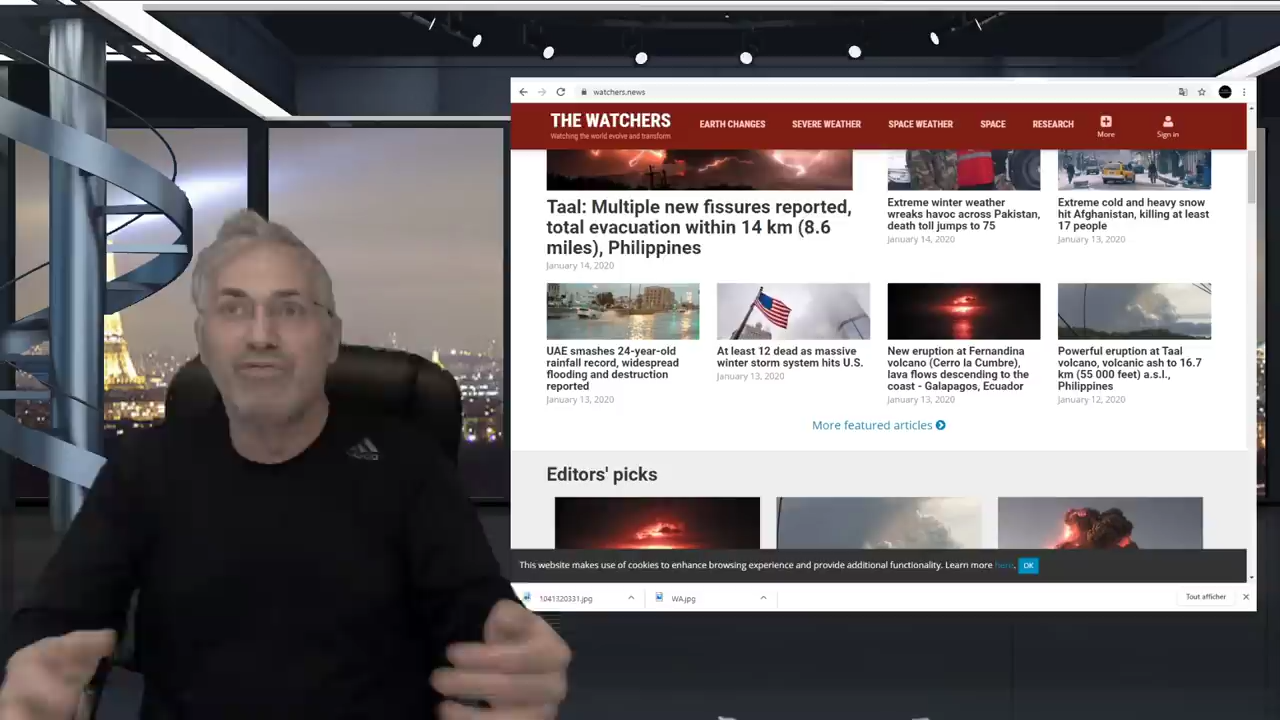 watchers.news
THE WATCHERS
Watching the world evolve and transform
EARTH CHANGES
SEVERE WEATHER
SPACE WEATHER
SPACE
RESEARCH
More
Sign in
Taal: Multiple new fissures reported,
total evacuation within 14 km (8.6
miles), Philippines
January 14, 2020
Extreme winter weather
wreaks havoc across Pakistan,
death toll jumps to 75
January 14, 2020
Extreme cold and heavy snow
hit Afghanistan, killing at least
17 people
January 13, 2020
UAE smashes 24-year-old
rainfall record, widespread
flooding and destruction
reported
January 13, 2020
At least 12 dead as massive
winter storm system hits U.S.
January 13, 2020
New eruption at Fernandina
volcano (Cerro la Cumbre),
lava flows descending to the
coast - Galapagos, Ecuador
January 13, 2020
Powerful eruption at Taal
volcano, volcanic ash to 16.7
km (55 000 feet) a.s.l.,
Philippines
January 12, 2020
More featured articles
Editors' picks
This website makes use of cookies to enhance browsing experience and provide additional functionality. Learn more here. OK
1041320331.jpg
WA.jpg
Tout afficher